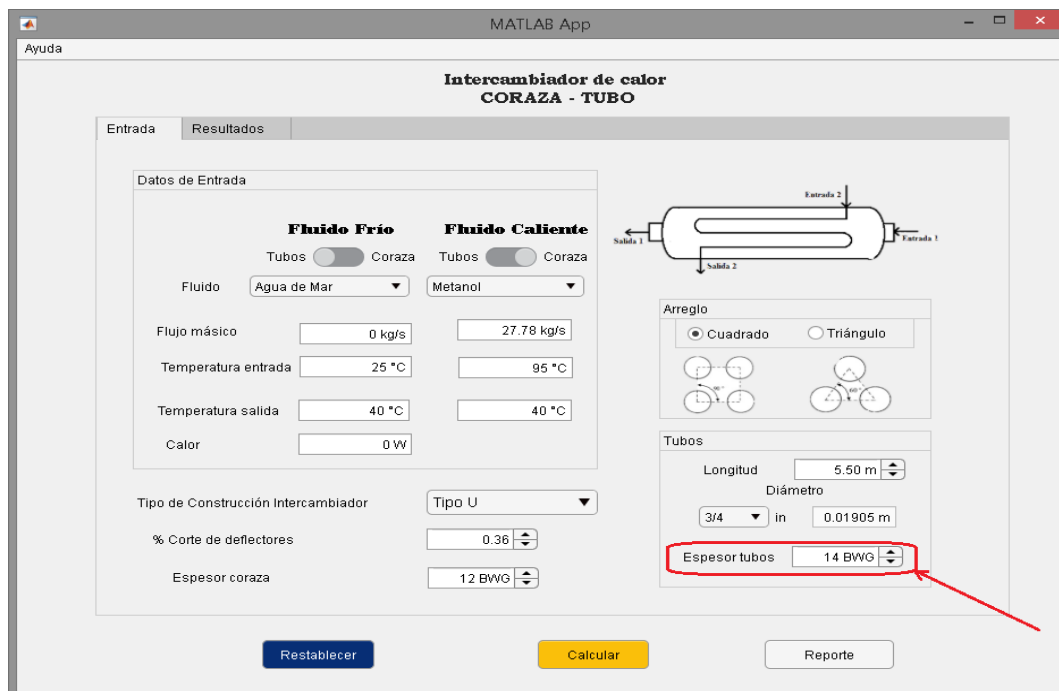 MATLAB App
Ayuda
Intercambiador de calor
CORAZA - TUBO
Entrada
Resultados
Datos de Entrada
Fluido Frío
Fluido Caliente
Tubos
Coraza
Tubos
Coraza
Fluido
Agua de Mar
Metanol
Flujo másico
0 kg/s
27.78 kg/s
Temperatura entrada
25 °C
95 °C
Temperatura salida
40 °C
40 °C
Calor
0 W
Tipo de Construcción Intercambiador
Tipo U
% Corte de deflectores
0.36
Espesor coraza
12 BWG
Entrada 2
Salida 1
Entrada 1
Salida 2
Arreglo
Cuadrado
Triángulo
90°
60°
Tubos
Longitud
5.50 m
Diámetro
3/4
in
0.01905 m
Espesor tubos
14 BWG
Restablecer
Calcular
Reporte